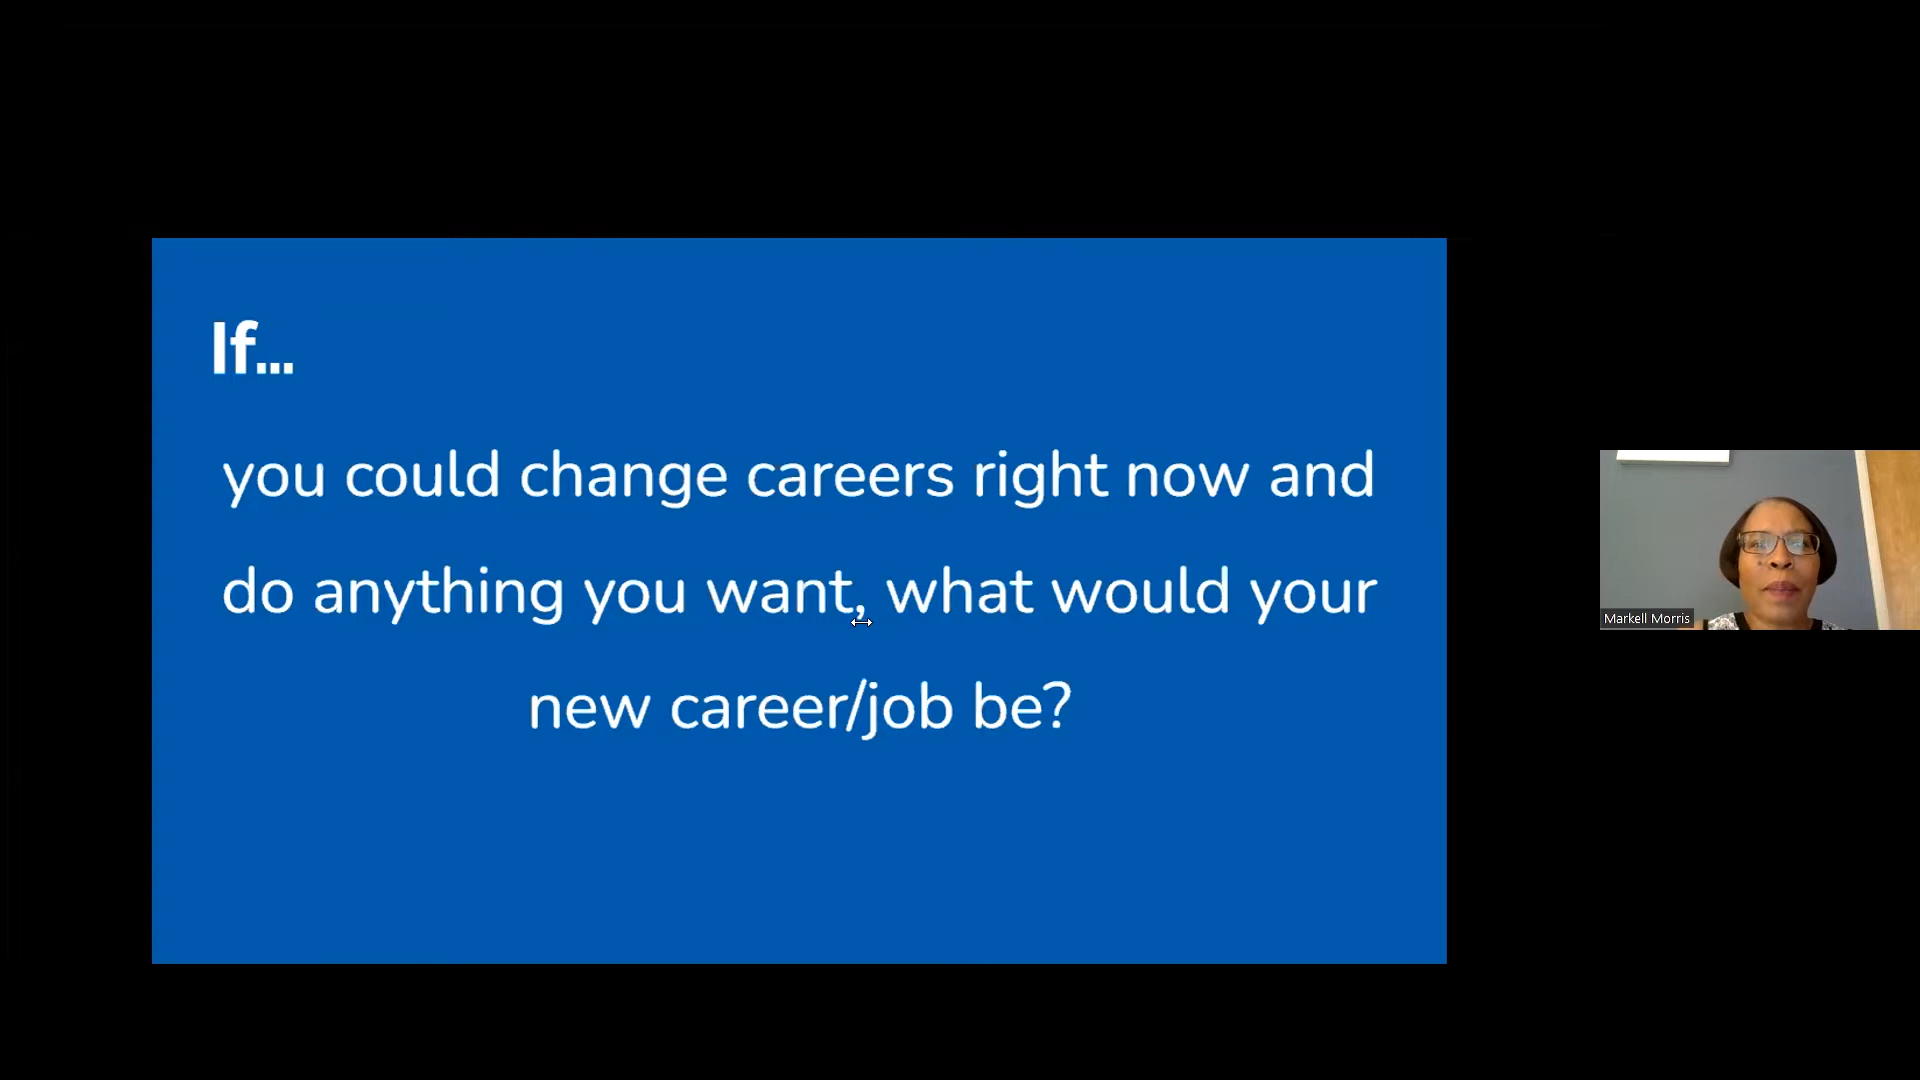 If...
you could change careers right now and
do anything you want, what would your
new career/job be?
Markell Morris